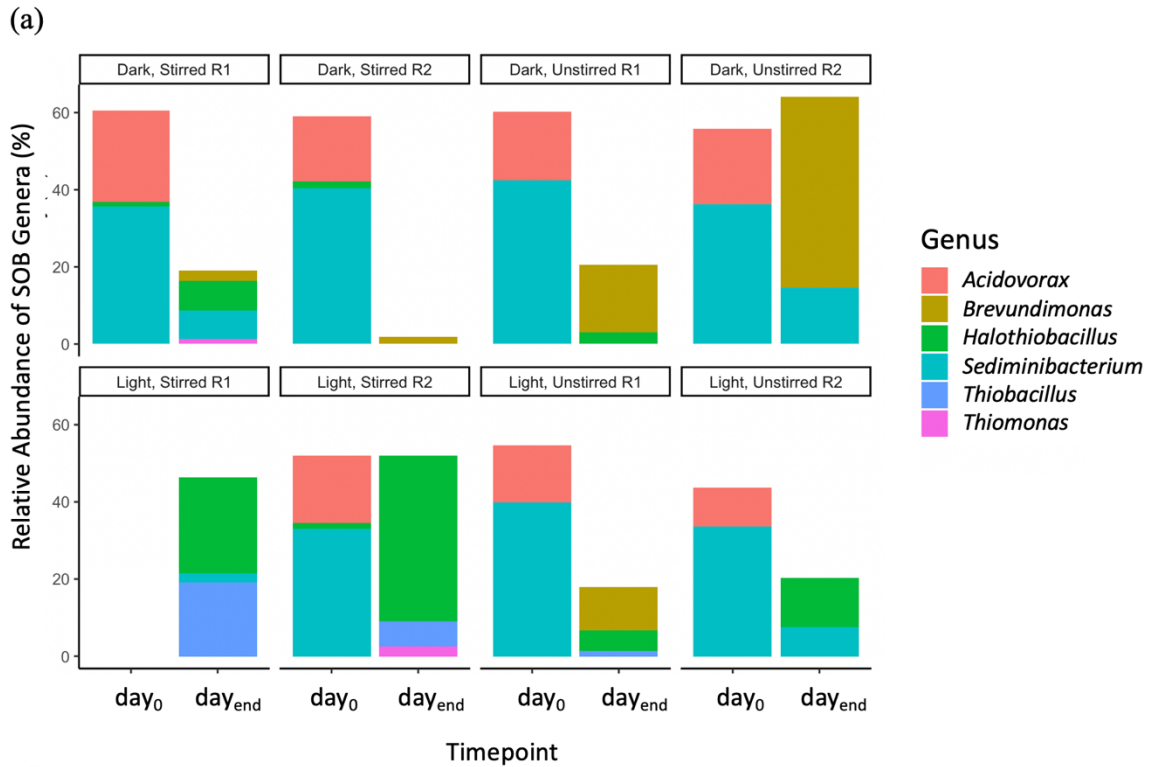 (a)
Dark, Stirred R1
Dark, Stirred R2
Dark, Unstirred R1
Dark, Unstirred R2
60
40
20
0
Light, Stirred R1
Light, Stirred R2
Light, Unstirred R1
Light, Unstirred R2
60
40
20
0
Relative Abundance of SOB Genera (%)
day0 dayend day0 dayend day0 dayend day0 dayend
Timepoint
Genus
Acidovorax
Brevundimonas
Halothiobacillus
Sediminibacterium
Thiobacillus
Thiomonas